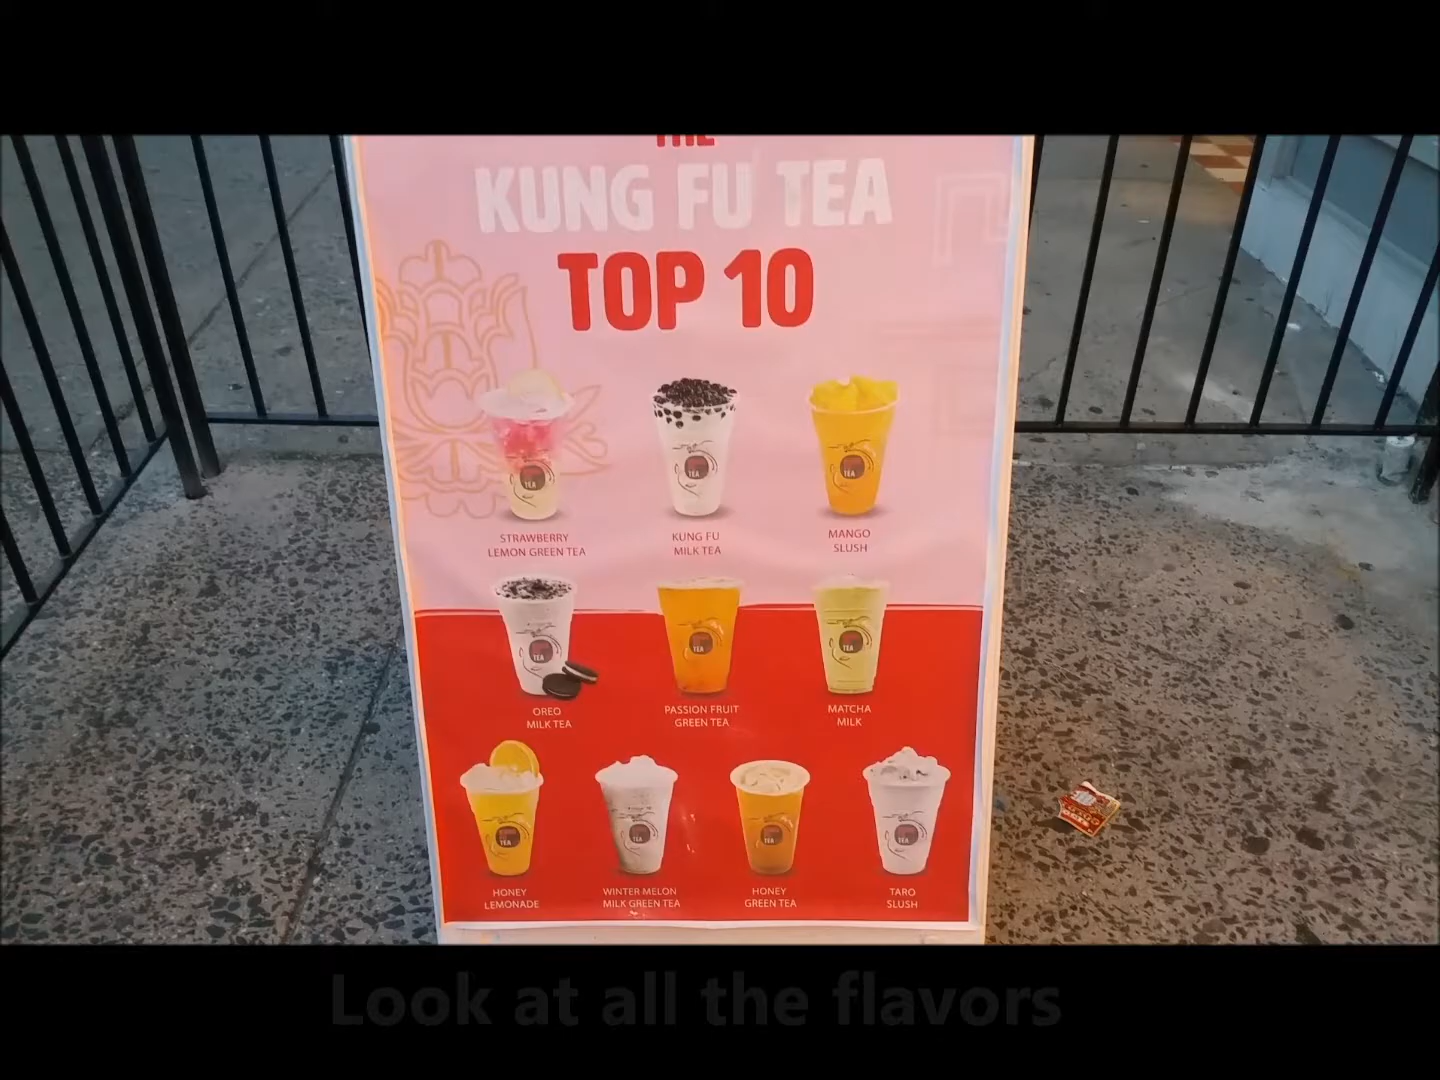 THE
KUNG FU TEA
TOP 10
STRAWBERRY
LEMON GREEN TEA
KUNG FU
MILK TEA
MANGO
SLUSH
OREO
MILK TEA
PASSION FRUIT
GREEN TEA
MATCHA
MILK
HONEY
LEMONADE
WINTER MELON
MILK GREEN TEA
HONEY
GREEN TEA
TARO
SLUSH
Look at all the flavors